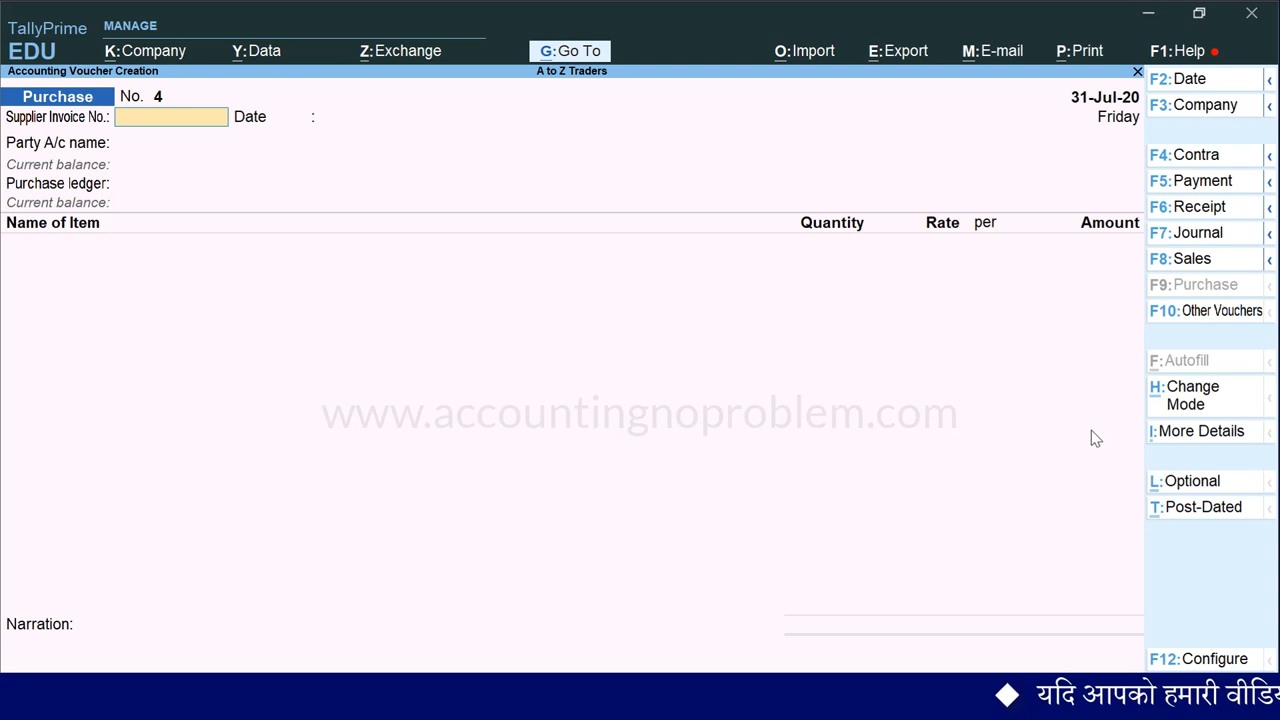 TallyPrime
MANAGE
EDU
K:Company
Y:Data
Z:Exchange
G:Go To
O:Import
E:Export
M:E-mail
P:Print
F1:Help
Accounting Voucher Creation
A to Z Traders
Purchase No. 4
31-Jul-20
Supplier Invoice No.: Date :
Friday
Party A/c name:
Current balance:
Purchase ledger:
Current balance:
Name of Item Quantity Rate per Amount
www.accountingnoproblem.com
Narration:
F2:Date
F3:Company
F4:Contra
F5:Payment
F6:Receipt
F7:Journal
F8:Sales
F9:Purchase
F10:Other Vouchers
F:Autofill
H:Change
Mode
I:More Details
L:Optional
T:Post-Dated
F12:Configure
यदि आपको हमारी